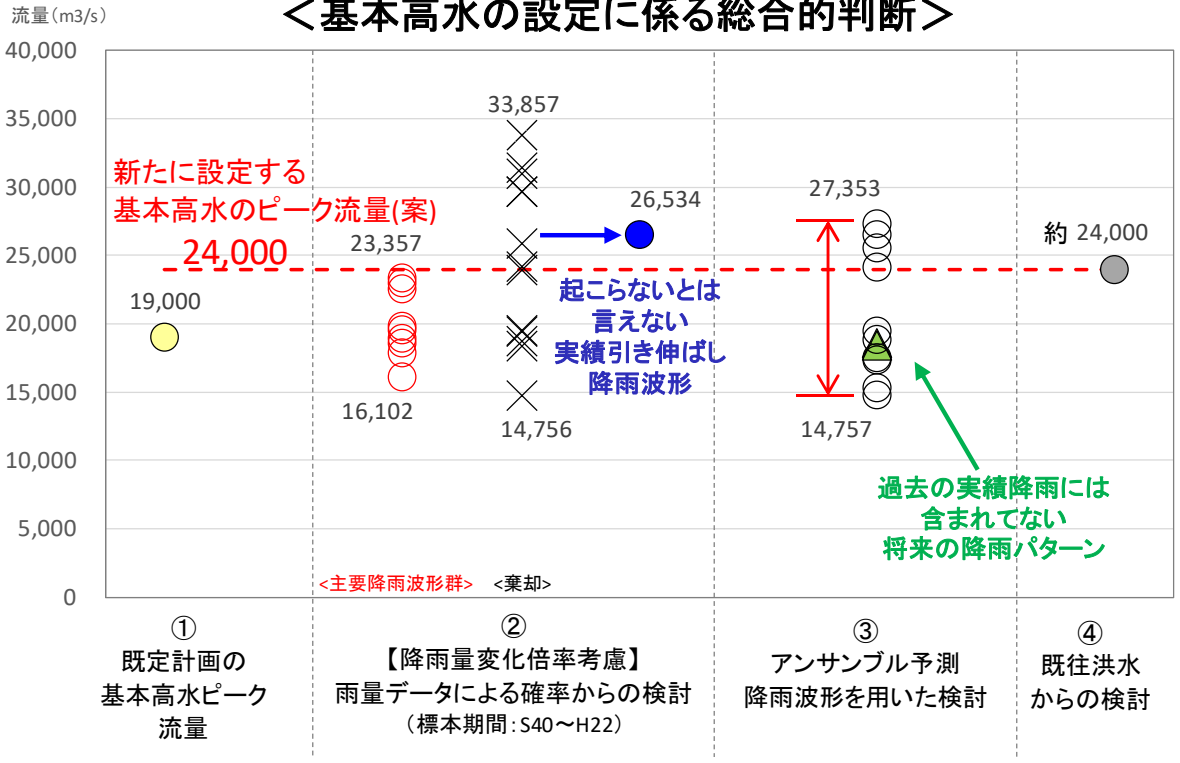 流量(m3/s)
＜基本高水の設定に係る総合的判断＞
40,000
35,000
30,000
25,000
20,000
15,000
10,000
5,000
0
新たに設定する
基本高水のピーク流量(案)
24,000
19,000
23,357
16,102
33,857
14,756
26,534
起こらないとは
言えない
実績引き伸ばし
降雨波形
27,353
14,757
過去の実績降雨には
含まれてない
将来の降雨パターン
約 24,000
<主要降雨波形群> <棄却>
①
既定計画の
基本高水ピーク
流量
②
【降雨量変化倍率考慮】
雨量データによる確率からの検討
（標本期間：S40～H22）
③
アンサンブル予測
降雨波形を用いた検討
④
既往洪水
からの検討